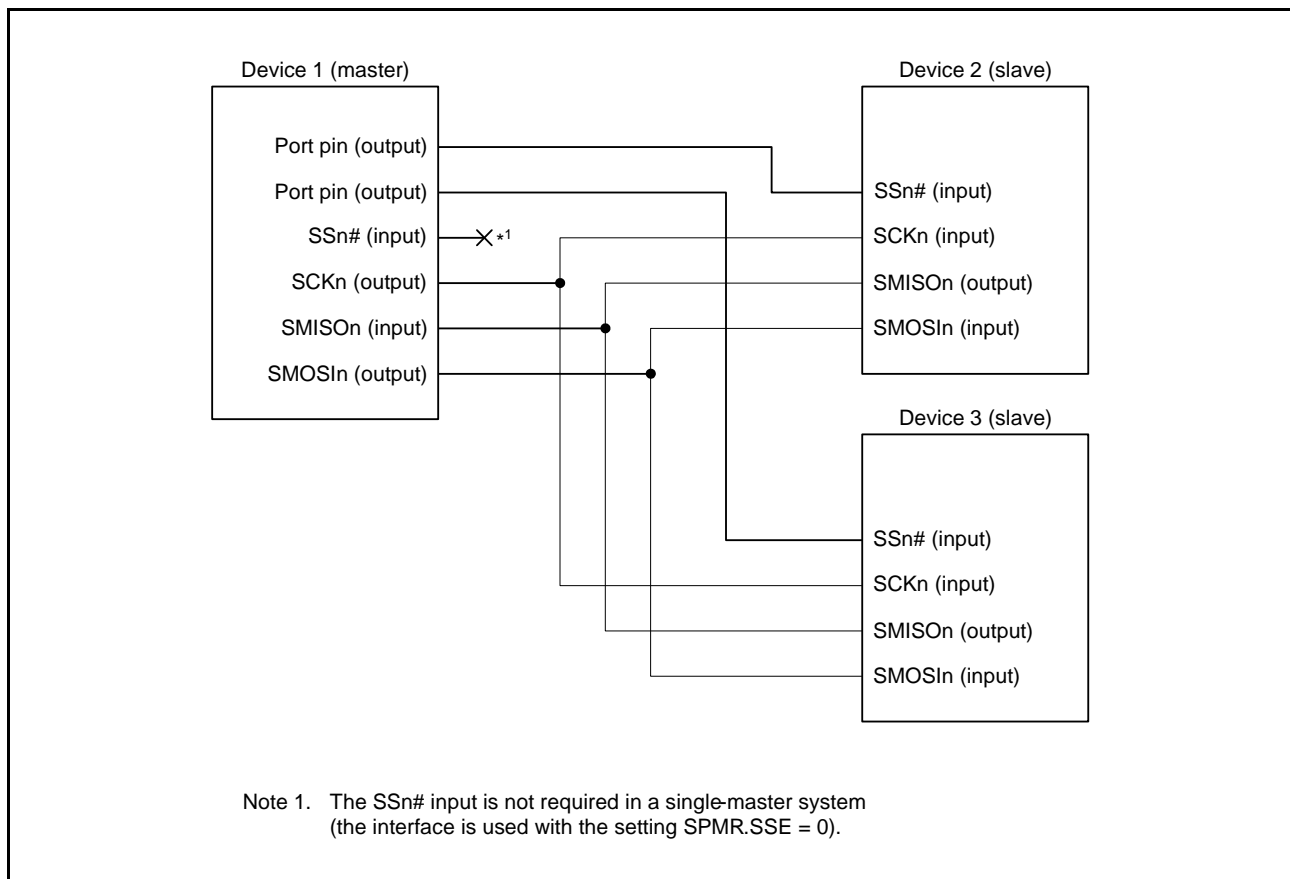 Device 1 (master)
Port pin (output)
Port pin (output)
SSn# (input)
*1
SCKn (output)
SMISOn (input)
SMOSIn (output)
Device 2 (slave)
SSn# (input)
SCKn (input)
SMISOn (output)
SMOSIn (input)
Device 3 (slave)
SSn# (input)
SCKn (input)
SMISOn (output)
SMOSIn (input)
Note 1. The SSn# input is not required in a single-master system
(the interface is used with the setting SPMR.SSE = 0).